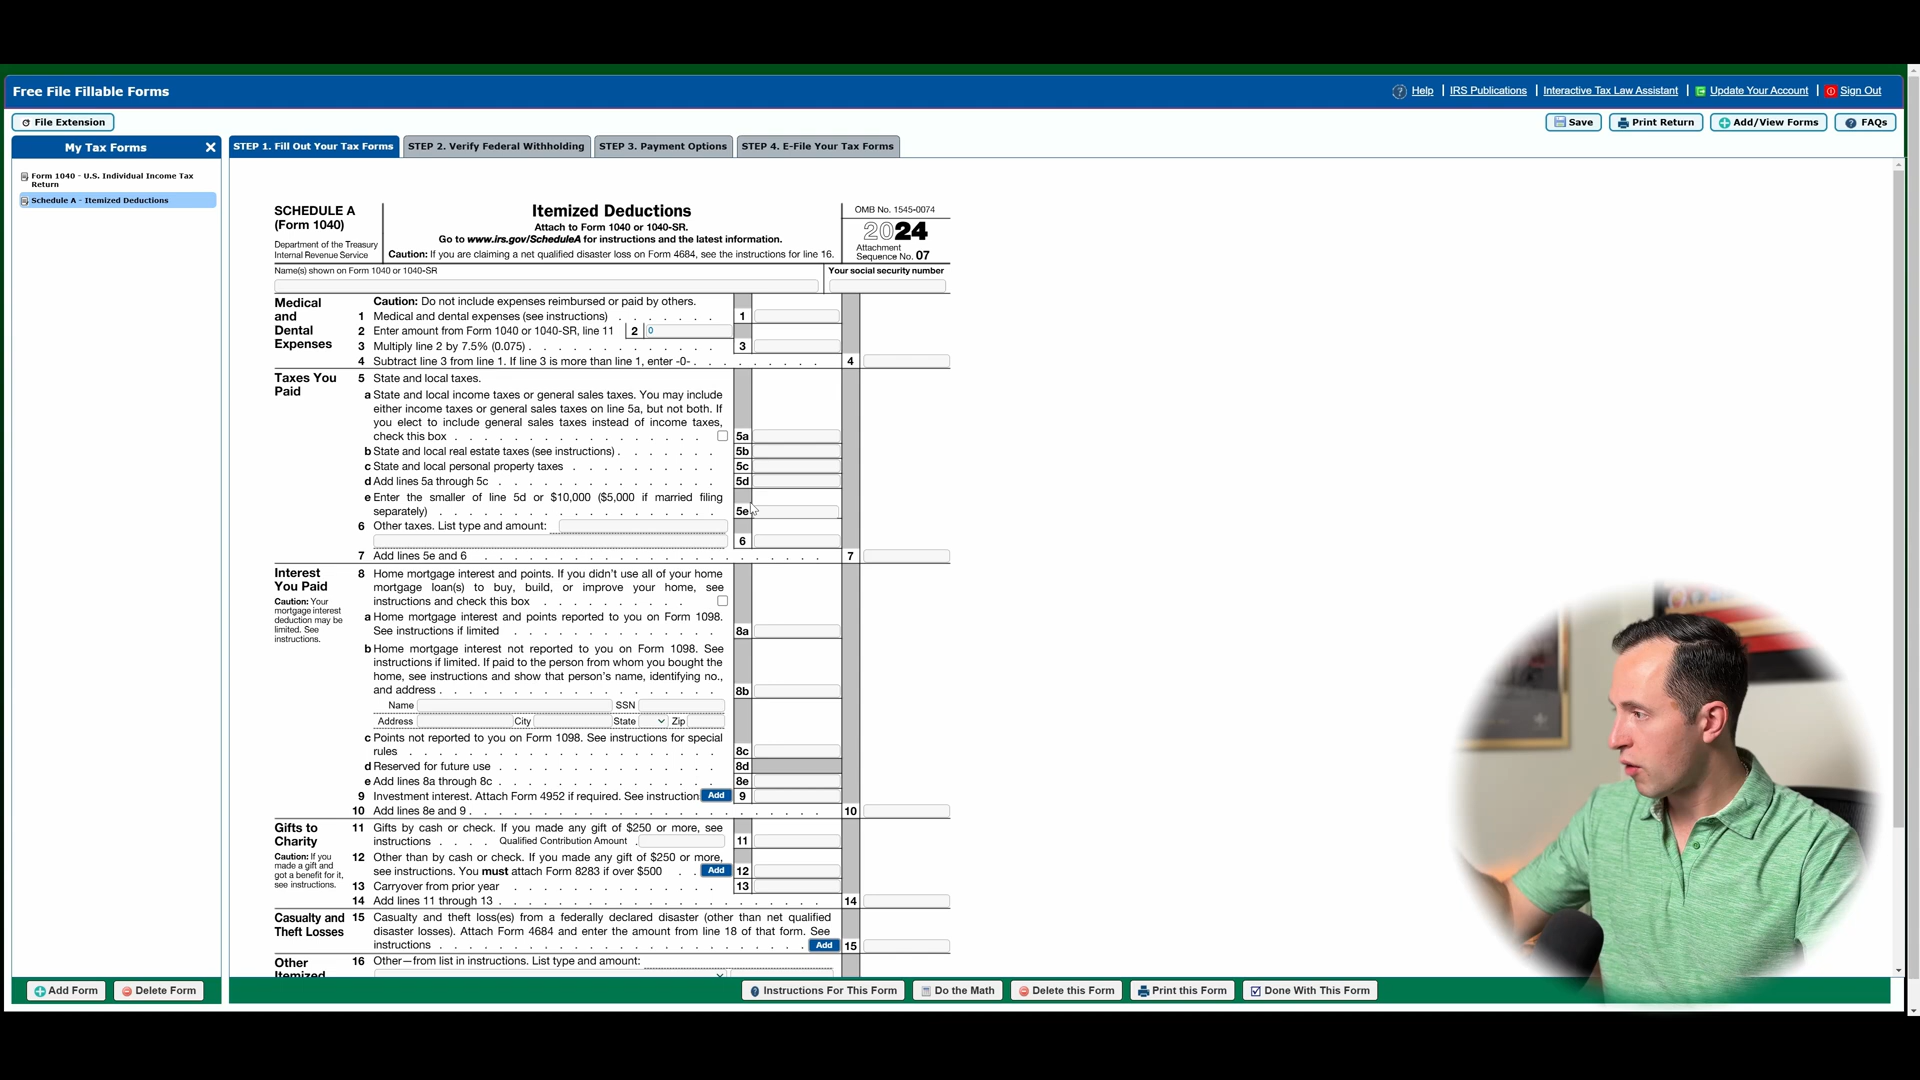 Free File Fillable Forms
Help | IRS Publications | Interactive Tax Law Assistant | Update Your Account | Sign Out
File Extension
Save
Print Return
Add/View Forms
FAQs
My Tax Forms
STEP 1. Fill Out Your Tax Forms
STEP 2. Verify Federal Withholding
STEP 3. Payment Options
STEP 4. E-File Your Tax Forms
Form 1040 - U.S. Individual Income Tax
Return
Schedule A - Itemized Deductions
SCHEDULE A
(Form 1040)
Department of the Treasury
Internal Revenue Service
Itemized Deductions
Attach to Form 1040 or 1040-SR.
Go to www.irs.gov/ScheduleA for instructions and the latest information.
Caution: If you are claiming a net qualified disaster loss on Form 4684, see the instructions for line 16.
OMB No. 1545-0074
2024
Attachment
Sequence No. 07
Name(s) shown on Form 1040 or 1040-SR
Your social security number
Medical
and
Dental
Expenses
Caution: Do not include expenses reimbursed or paid by others.
1 Medical and dental expenses (see instructions) . . . . . . . 1
2 Enter amount from Form 1040 or 1040-SR, line 11 2 0
3 Multiply line 2 by 7.5% (0.075) . . . . . . . . . . . . . 3
4 Subtract line 3 from line 1. If line 3 is more than line 1, enter -0- . . . . . . . . 4
Taxes You
Paid
5 State and local taxes.
a State and local income taxes or general sales taxes. You may include
either income taxes or general sales taxes on line 5a, but not both. If
you elect to include general sales taxes instead of income taxes,
check this box . . . . . . . . . . . . . . . . 5a
b State and local real estate taxes (see instructions) . . . . . . . 5b
c State and local personal property taxes . . . . . . . . . . 5c
d Add lines 5a through 5c . . . . . . . . . . . . . . 5d
e Enter the smaller of line 5d or $10,000 ($5,000 if married filing
separately) . . . . . . . . . . . . . . . . . 5e
6 Other taxes. List type and amount:
6
7 Add lines 5e and 6 . . . . . . . . . . . . . . . . . . . . 7
Interest
You Paid
Caution: Your
mortgage interest
deduction may be
limited. See
instructions.
8 Home mortgage interest and points. If you didn't use all of your home
mortgage loan(s) to buy, build, or improve your home, see
instructions and check this box . . . . . . . . . .
a Home mortgage interest and points reported to you on Form 1098.
See instructions if limited . . . . . . . . . . . . . 8a
b Home mortgage interest not reported to you on Form 1098. See
instructions if limited. If paid to the person from whom you bought the
home, see instructions and show that person's name, identifying no.,
and address . . . . . . . . . . . . . . . . . 8b
Name SSN
Address City State Zip
c Points not reported to you on Form 1098. See instructions for special
rules . . . . . . . . . . . . . . . . . . . 8c
d Reserved for future use . . . . . . . . . . . . . . 8d
e Add lines 8a through 8c . . . . . . . . . . . . . . 8e
9 Investment interest. Attach Form 4952 if required. See instruction Add 9
10 Add lines 8e and 9 . . . . . . . . . . . . . . . . . . . . . 10
Gifts to
Charity
Caution: If you
made a gift and
got a benefit for it,
see instructions.
11 Gifts by cash or check. If you made any gift of $250 or more, see
instructions . . . . Qualified Contribution Amount . 11
12 Other than by cash or check. If you made any gift of $250 or more,
see instructions. You must attach Form 8283 if over $500 . . Add 12
13 Carryover from prior year . . . . . . . . . . . . . 13
14 Add lines 11 through 13 . . . . . . . . . . . . . . . . . . . 14
Casualty and
Theft Losses
15 Casualty and theft loss(es) from a federally declared disaster (other than net qualified
disaster losses). Attach Form 4684 and enter the amount from line 18 of that form. See
instructions . . . . . . . . . . . . . . . . . . . . . . Add 15
Other
Itemized
16 Other—from list in instructions. List type and amount:
Add Form
Delete Form
Instructions For This Form
Do the Math
Delete this Form
Print this Form
Done With This Form